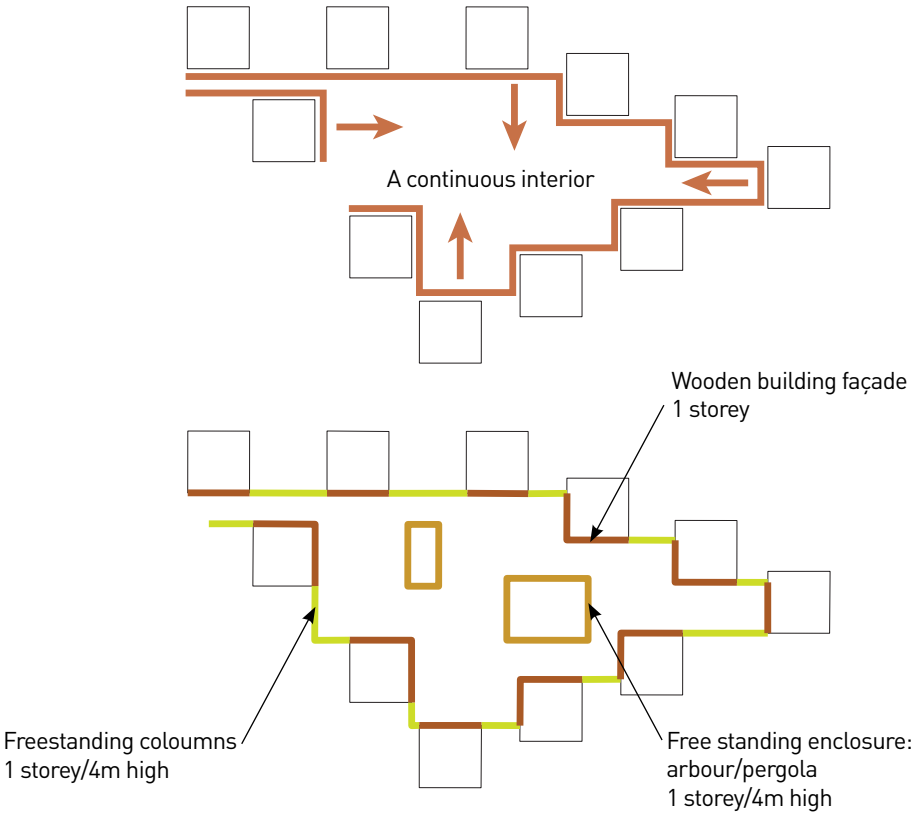 A continuous interior
Wooden building façade
1 storey
Freestanding coloumns
1 storey/4m high
Free standing enclosure:
arbour/pergola
1 storey/4m high